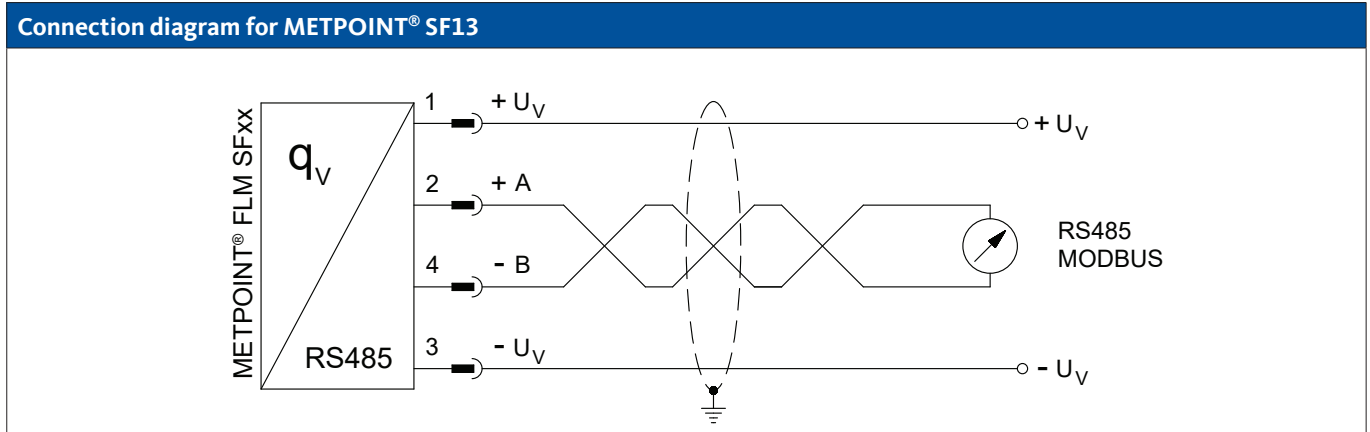 Connection diagram for METPOINT® SF13
METPOINT® FLM SFxx
qV
RS485
1 + UV
+ UV
2 + A
4 - B
RS485
MODBUS
3 - UV
- UV